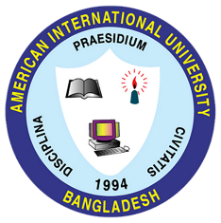 AMERICAN INTERNATIONAL UNIVERSITY
PRAESIDIUM
DISCIPLINA
CIVITATIS
1994
BANGLADESH